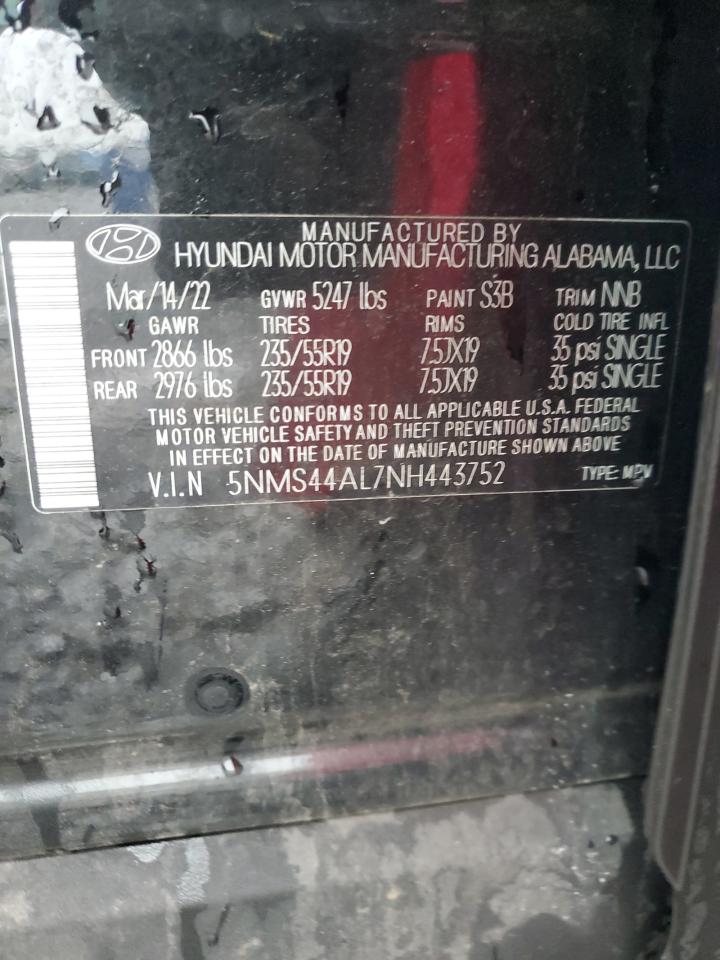 MANUFACTURED BY
HYUNDAI MOTOR MANUFACTURING ALABAMA, LLC
Mar/14/22 GVWR 5247 lbs PAINT S3B TRIM NNB
GAWR TIRES RIMS COLD TIRE INFL
FRONT 2866 lbs 235/55R19 7.5JX19 35 psi SINGLE
REAR 2976 lbs 235/55R19 7.5JX19 35 psi SINGLE
THIS VEHICLE CONFORMS TO ALL APPLICABLE U.S.A. FEDERAL
MOTOR VEHICLE SAFETY AND THEFT PREVENTION STANDARDS
IN EFFECT ON THE DATE OF MANUFACTURE SHOWN ABOVE
V.I.N 5NMS44AL7NH443752 TYPE: MPV